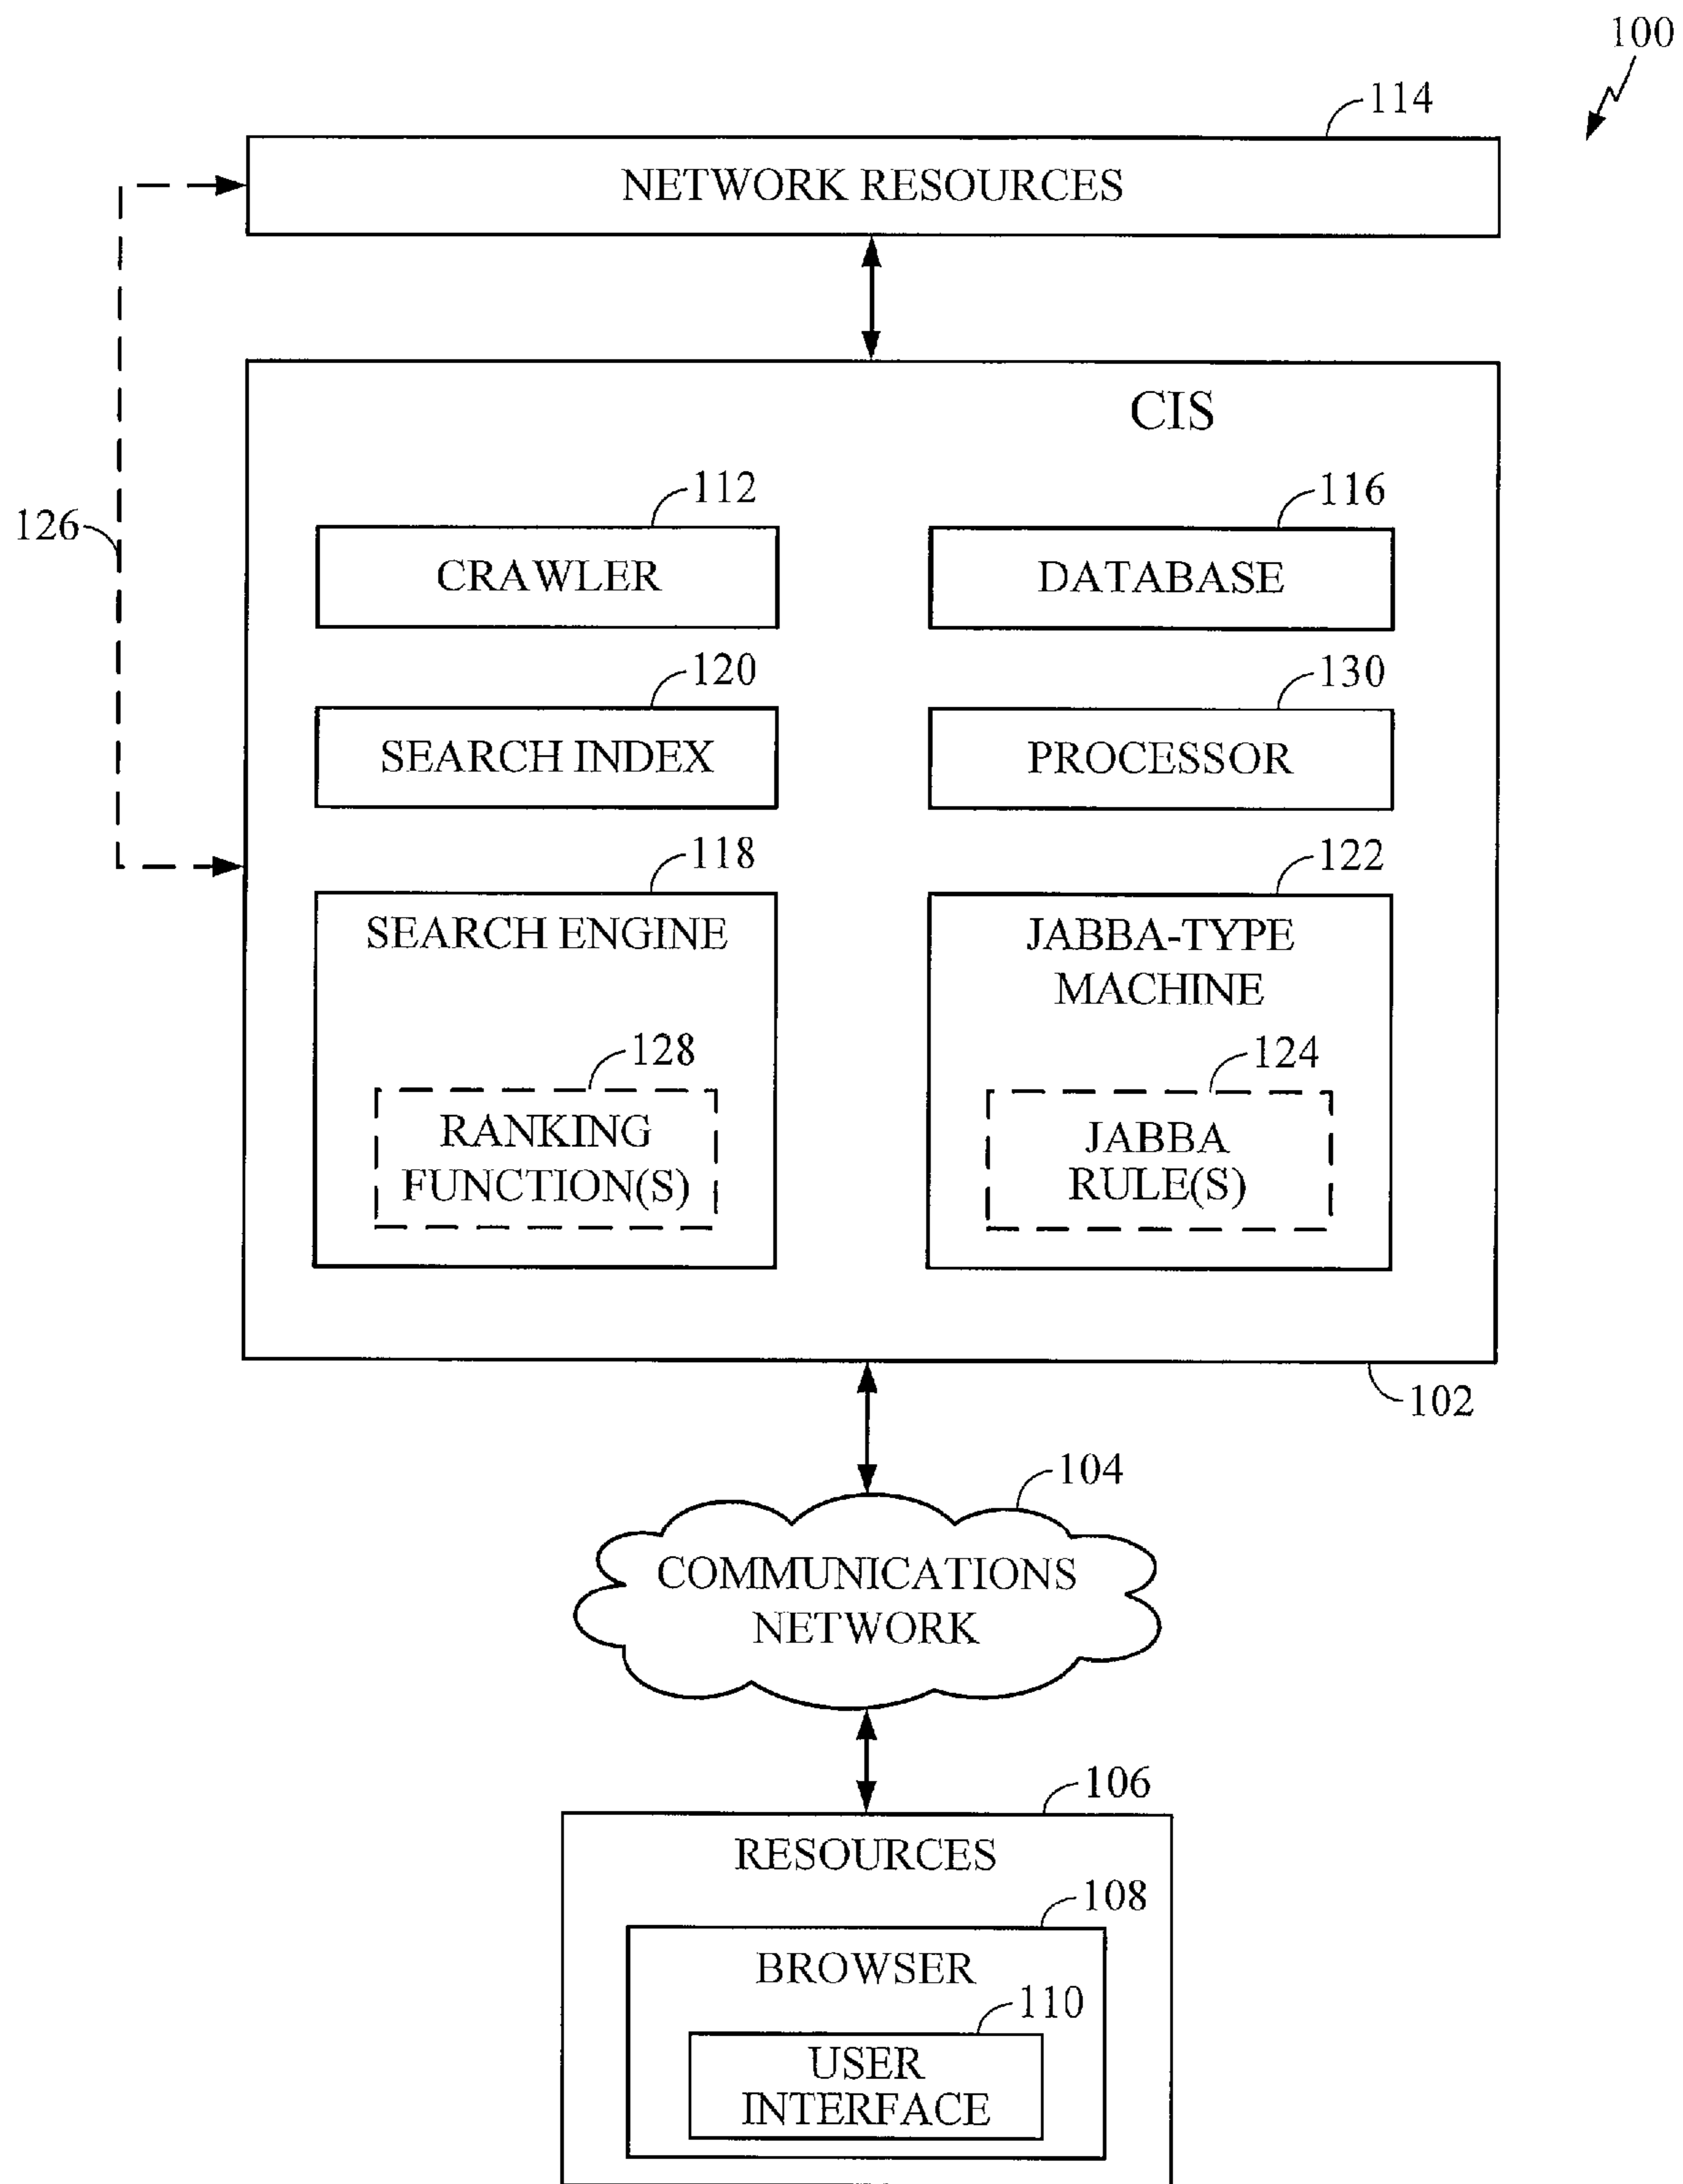 100
114
NETWORK RESOURCES
CIS
112
116
126
CRAWLER
DATABASE
120
130
SEARCH INDEX
PROCESSOR
118
122
SEARCH ENGINE
JABBA-TYPE
MACHINE
128
124
RANKING
FUNCTION(S)
JABBA
RULE(S)
102
104
COMMUNICATIONS
NETWORK
106
RESOURCES
108
BROWSER
110
USER
INTERFACE